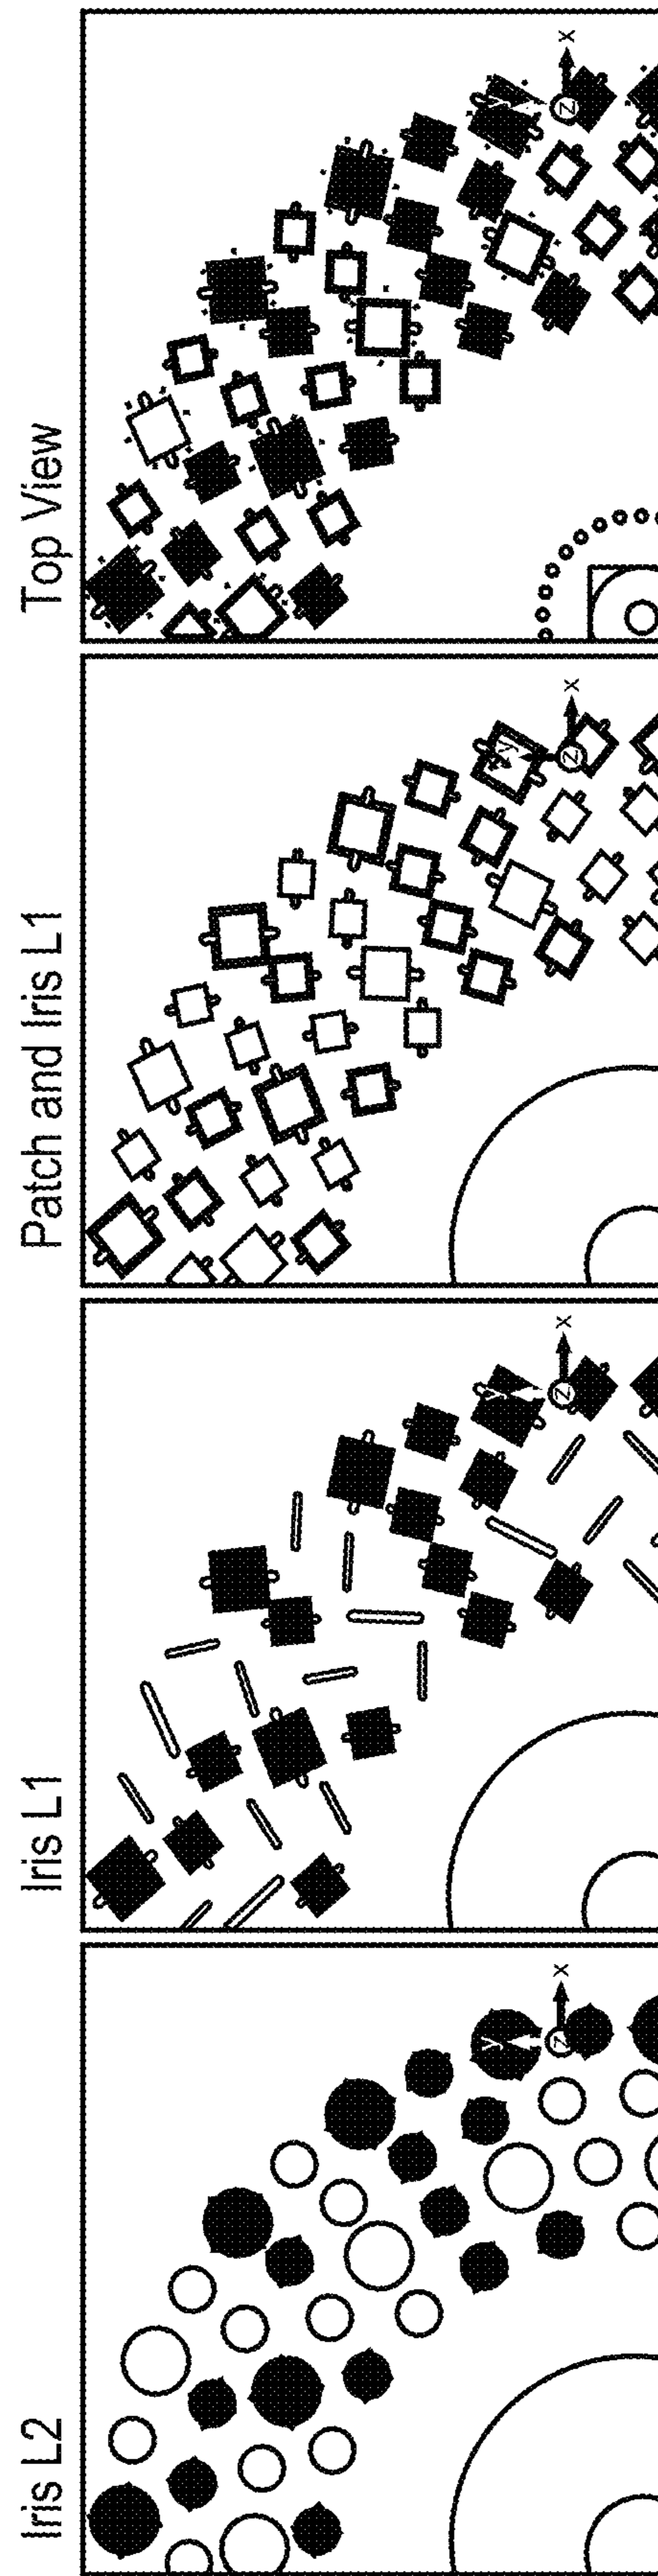 Iris L2
x
y
z
Iris L1
x
y
z
Patch and Iris L1
x
y
z
Top View
x
y
z